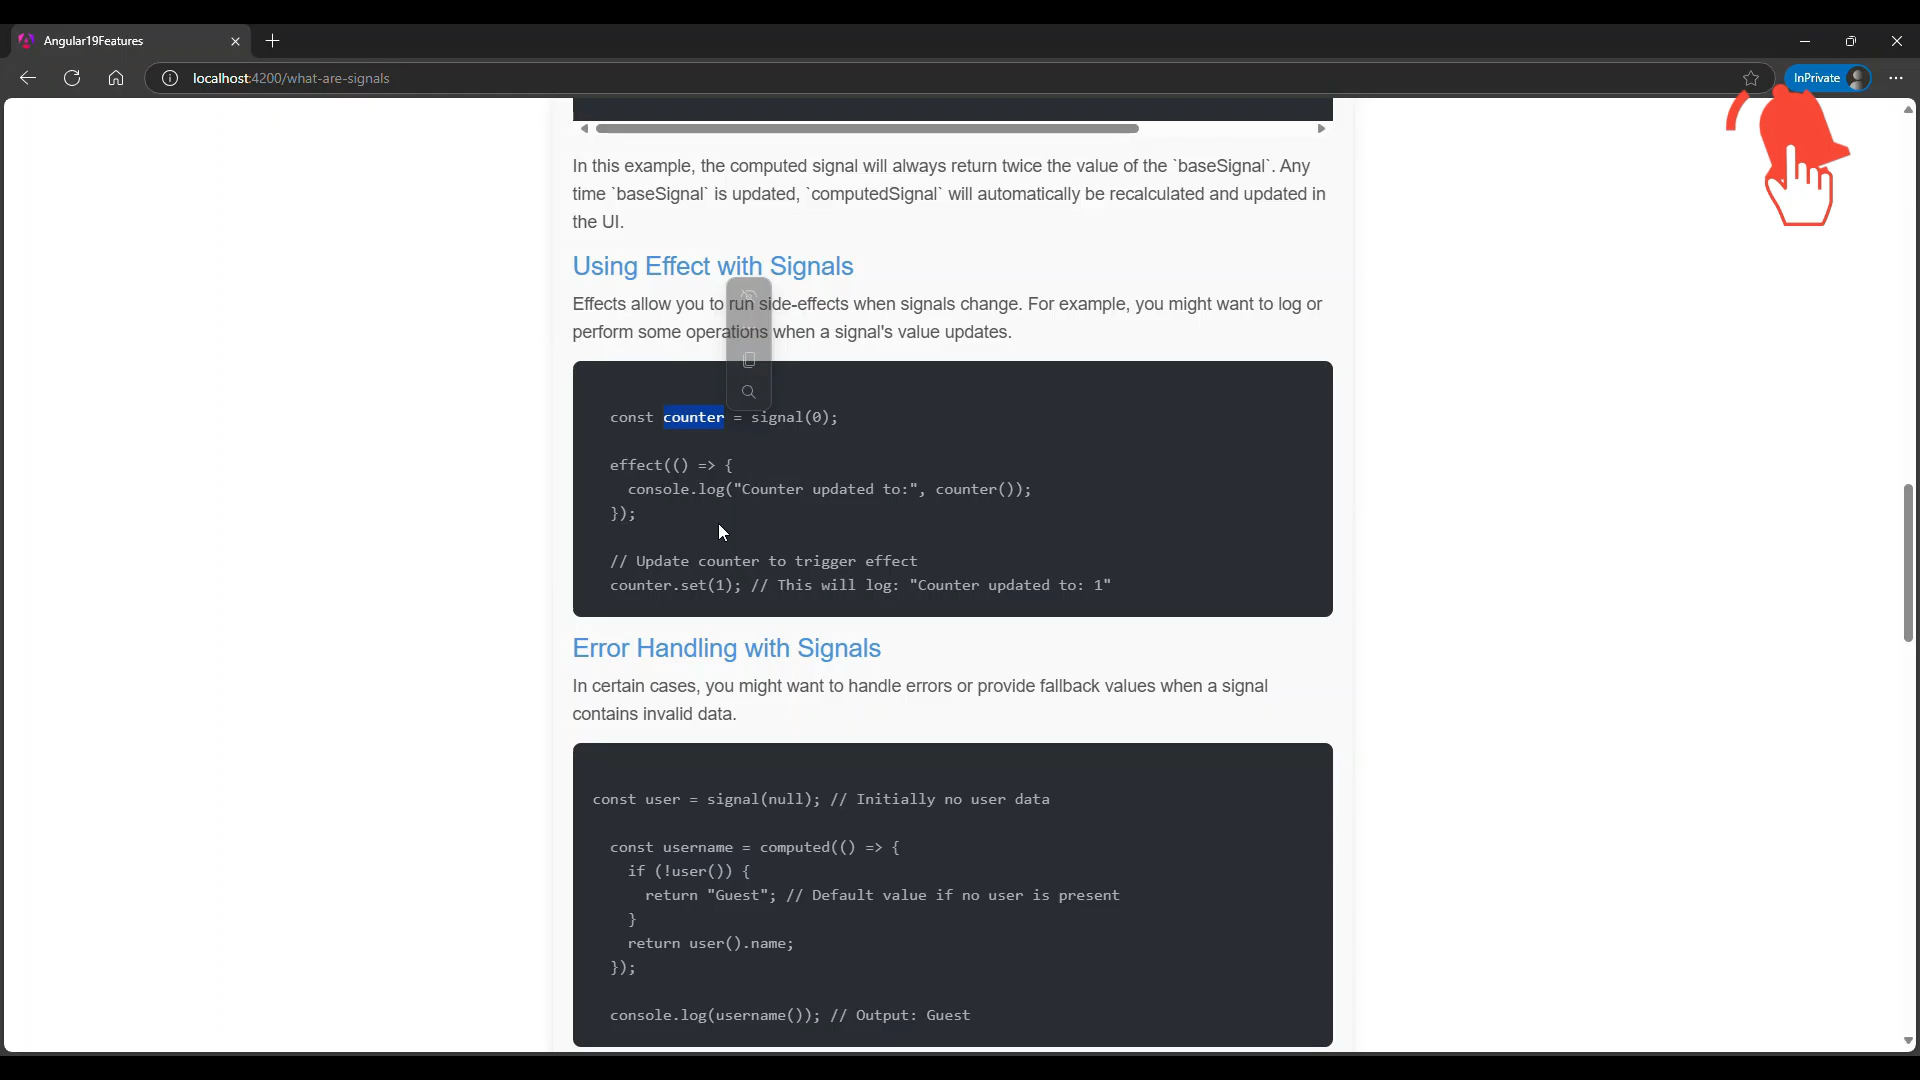 Angular19Features
localhost:4200/what-are-signals
InPrivate
In this example, the computed signal will always return twice the value of the `baseSignal`. Any
time `baseSignal` is updated, `computedSignal` will automatically be recalculated and updated in
the UI.
Using Effect with Signals
Effects allow you to run side-effects when signals change. For example, you might want to log or
perform some operations when a signal's value updates.
const counter = signal(0);
effect(() => {
console.log("Counter updated to:", counter());
});
// Update counter to trigger effect
counter.set(1); // This will log: "Counter updated to: 1"
Error Handling with Signals
In certain cases, you might want to handle errors or provide fallback values when a signal
contains invalid data.
const user = signal(null); // Initially no user data
const username = computed(() => {
if (!user()) {
return "Guest"; // Default value if no user is present
}
return user().name;
});
console.log(username()); // Output: Guest